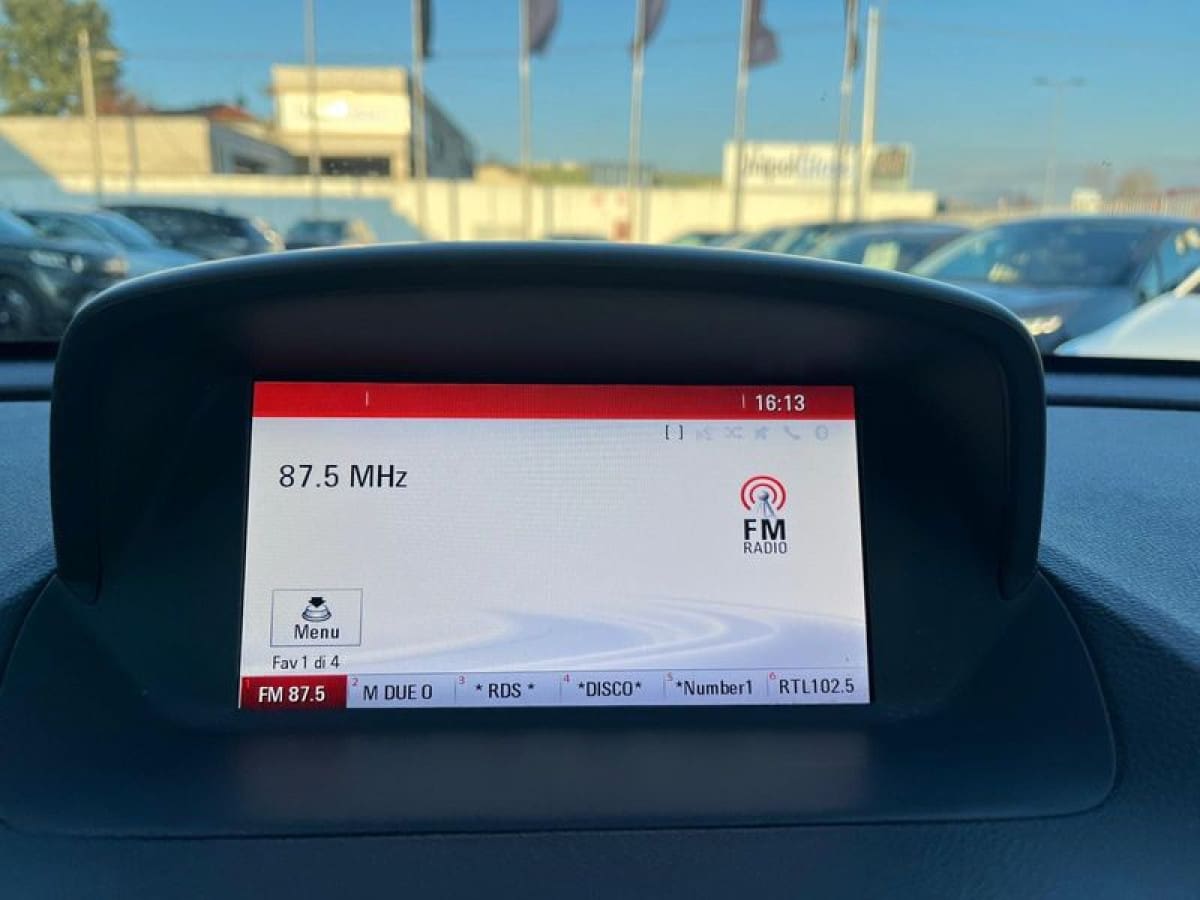 16:13
[ ]
87.5 MHz
FM
RADIO
Menu
Fav 1 di 4
1 FM 87.5 2 M DUE O 3 * RDS * 4 *DISCO* 5 *Number1 6 RTL102.5